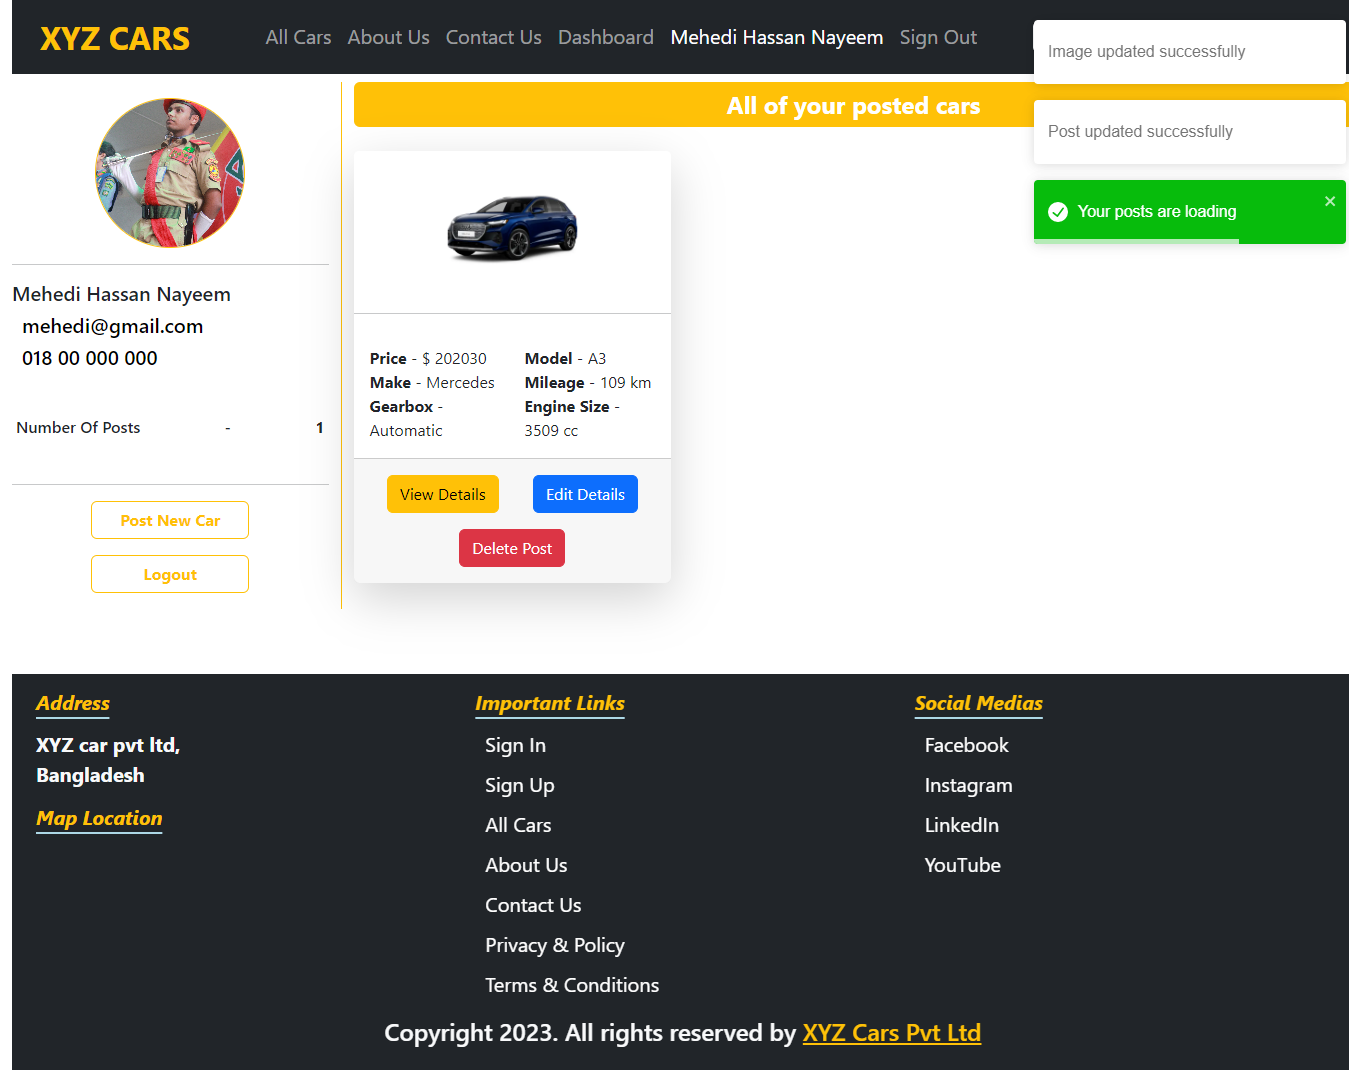 XYZ CARS
All Cars About Us Contact Us Dashboard Mehedi Hassan Nayeem Sign Out
Image updated successfully
Post updated successfully
Your posts are loading
×
All of your posted cars
Mehedi Hassan Nayeem
mehedi@gmail.com
018 00 000 000
Number Of Posts - 1
Post New Car
Logout
Price - $ 202030
Make - Mercedes
Gearbox -
Automatic
Model - A3
Mileage - 109 km
Engine Size -
3509 cc
View Details
Edit Details
Delete Post
Address
XYZ car pvt ltd,
Bangladesh
Map Location
Important Links
Sign In
Sign Up
All Cars
About Us
Contact Us
Privacy & Policy
Terms & Conditions
Social Medias
Facebook
Instagram
LinkedIn
YouTube
Copyright 2023. All rights reserved by XYZ Cars Pvt Ltd